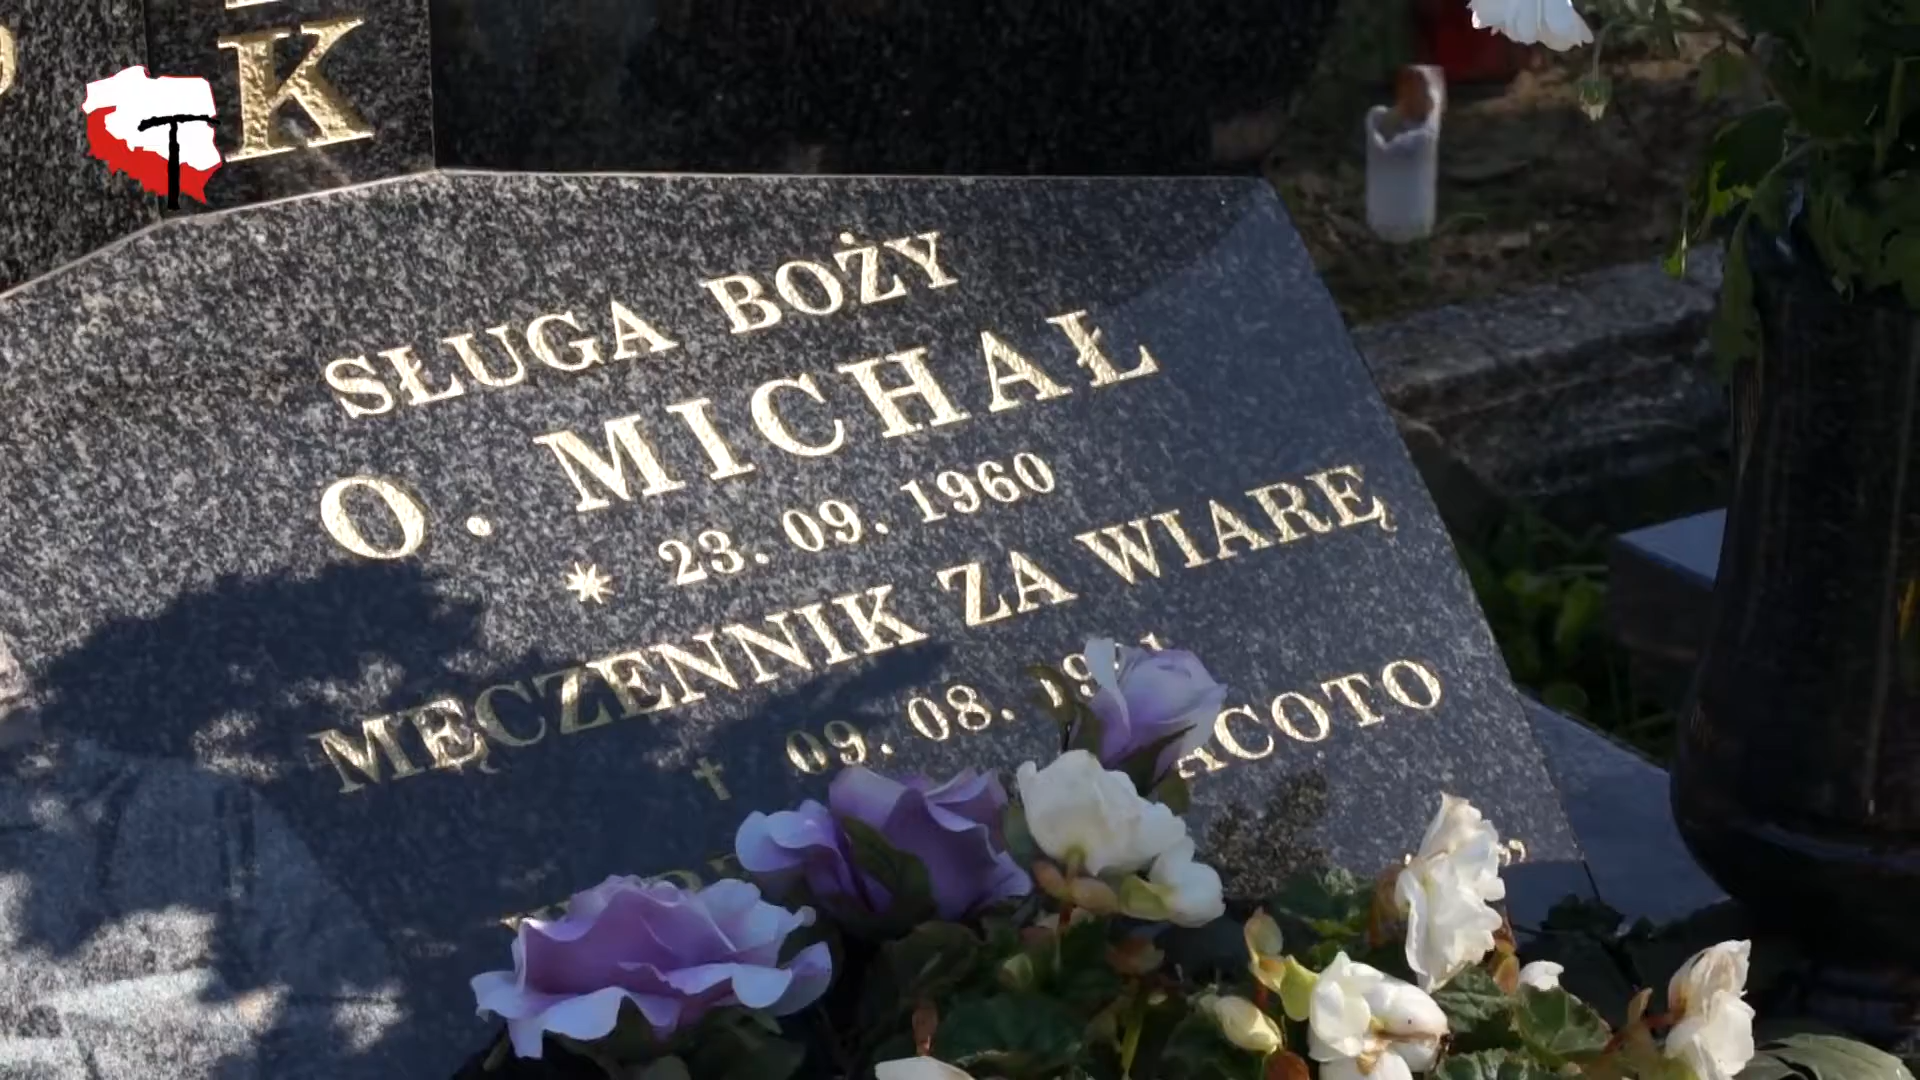 K
SŁUGA BOŻY
O. MICHAŁ
* 23. 09. 1960
MĘCZENNIK ZA WIARĘ
† 09. 08.